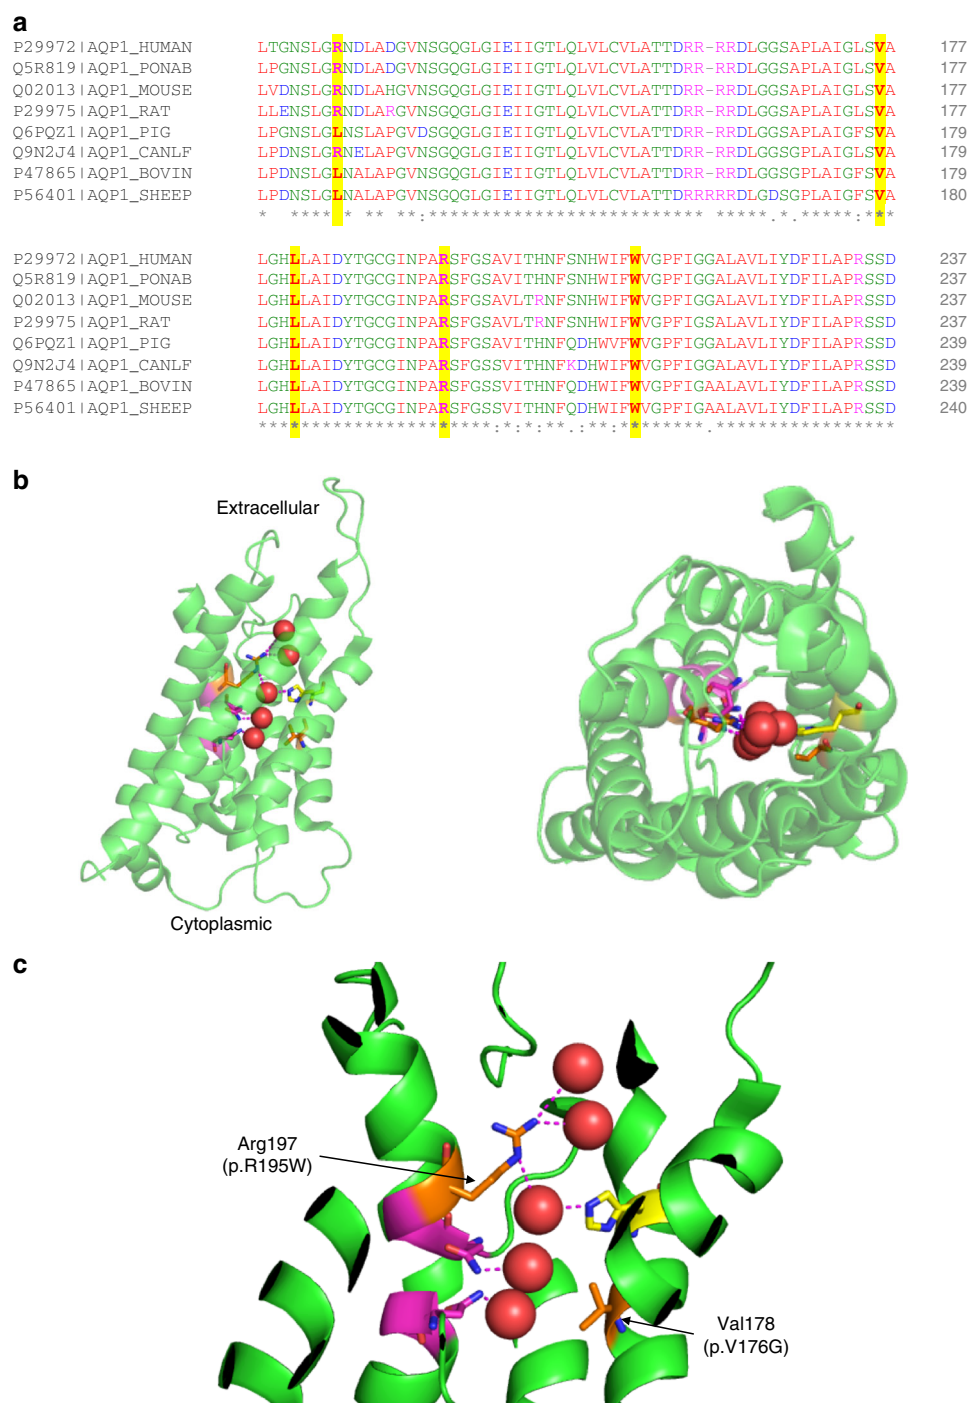 a
P29972|AQP1_HUMAN LTGNSLGRNDLADGVNSGQGLGIEIIGTLQLVLCVLATTDRR-RRDLGGSAPLAIGLSVA 177
Q5R819|AQP1_PONAB LPGNSLGRNDLADGVNSGQGLGIEIIGTLQLVLCVLATTDRR-RRDLGGSAPLAIGLSVA 177
Q02013|AQP1_MOUSE LVDNSLGRNDLAHGVNSGQGLGIEIIGTLQLVLCVLATTDRR-RRDLGGSAPLAIGLSVA 177
P29975|AQP1_RAT LLENSLGRNDLARGVNSGQGLGIEIIGTLQLVLCVLATTDRR-RRDLGGSAPLAIGLSVA 177
Q6PQZ1|AQP1_PIG LPGNSLGLNSLAPGVDSGQGLGIEIIGTLQLVLCVLATTDRR-RRDLGGSGPLAIGFSVA 179
Q9N2J4|AQP1_CANLF LPDNSLGRNELAPGVNSGQGLGIEIIGTLQLVLCVLATTDRR-RRDLGGSGPLAIGLSVA 179
P47865|AQP1_BOVIN LPDNSLGLNALAPGVNSGQGLGIEIIGTLQLVLCVLATTDRR-RRDLGGSGPLAIGFSVA 179
P56401|AQP1_SHEEP LPDNSLGLNALAPGVNSGQGLGIEIIGTLQLVLCVLATTDRRRRRDLGDSGPLAIGFSVA 180
* **** * ** **:************************** *****.*.*****:***
P29972|AQP1_HUMAN LGHLLAIDYTGCGINPARSFGSAVITHNFSNHWIFWVGPFIGGALAVLIYDFILAPRSSD 237
Q5R819|AQP1_PONAB LGHLLAIDYTGCGINPARSFGSAVITHNFSNHWIFWVGPFIGGALAVLIYDFILAPRSSD 237
Q02013|AQP1_MOUSE LGHLLAIDYTGCGINPARSFGSAVLTRNFSNHWIFWVGPFIGGALAVLIYDFILAPRSSD 237
P29975|AQP1_RAT LGHLLAIDYTGCGINPARSFGSAVLTRNFSNHWIFWVGPFIGSALAVLIYDFILAPRSSD 237
Q6PQZ1|AQP1_PIG LGHLLAIDYTGCGINPARSFGSAVITHNFQDHWVFWVGPFIGGALAVLIYDFILAPRSSD 239
Q9N2J4|AQP1_CANLF LGHLLAIDYTGCGINPARSFGSSVITHNFKDHWIFWVGPFIGGALAVLIYDFILAPRSSD 239
P47865|AQP1_BOVIN LGHLLAIDYTGCGINPARSFGSSVITHNFQDHWIFWVGPFIGGALAVLIYDFILAPRSSD 239
P56401|AQP1_SHEEP LGHLLAIDYTGCGINPARSFGSSVITHNFQDHWIFWVGPFIGAALAVLIYDFILAPRSSD 240
**********************:*:*:**.:**:********.*****************
b
Extracellular
Cytoplasmic
c
Arg197
(p.R195W)
Val178
(p.V176G)